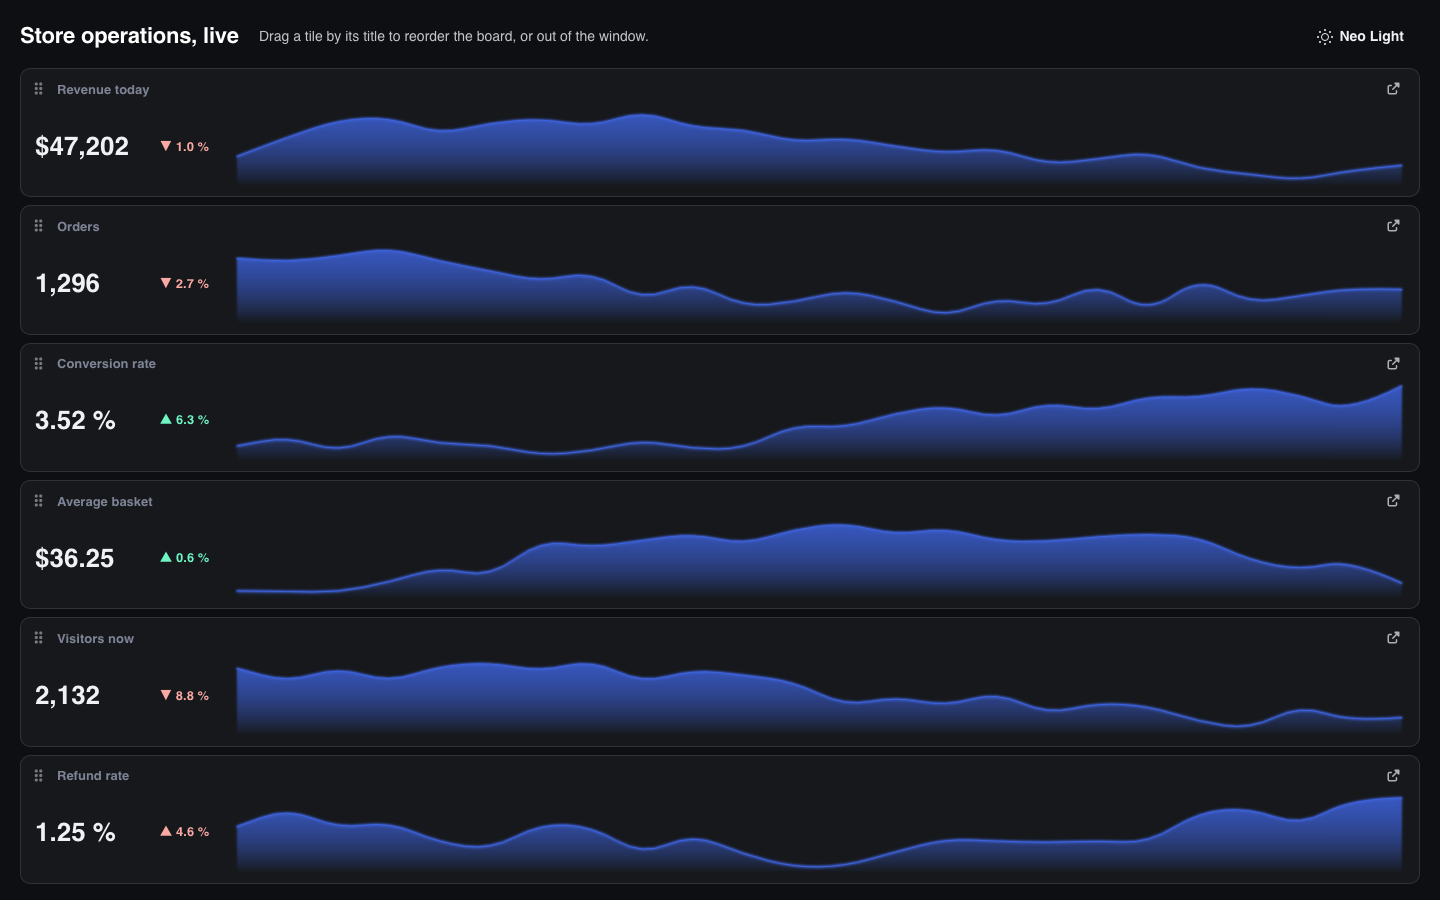 Store operations, live
Drag a tile by its title to reorder the board, or out of the window.
Neo Light
Revenue today
$47,202
▼ 1.0 %
Orders
1,296
▼ 2.7 %
Conversion rate
3.52 %
▲ 6.3 %
Average basket
$36.25
▲ 0.6 %
Visitors now
2,132
▼ 8.8 %
Refund rate
1.25 %
▲ 4.6 %